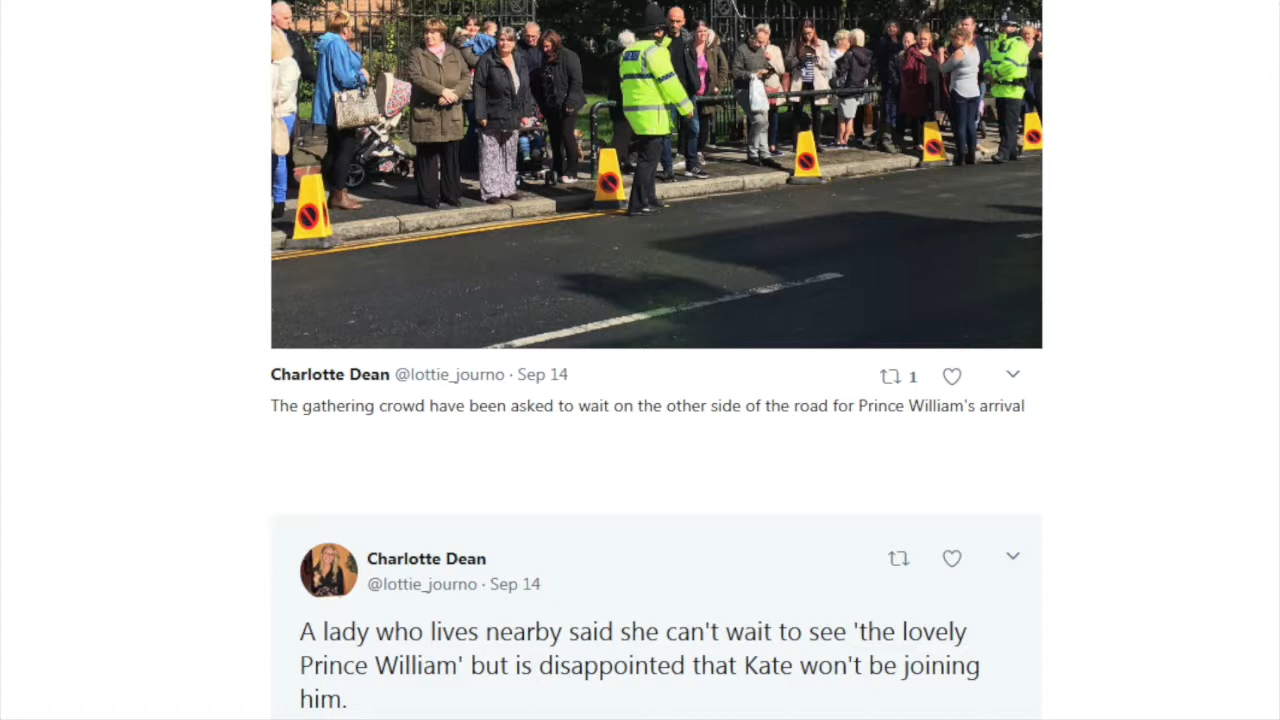 Charlotte Dean @lottie_journo · Sep 14
1
The gathering crowd have been asked to wait on the other side of the road for Prince William's arrival
Charlotte Dean
@lottie_journo · Sep 14
A lady who lives nearby said she can't wait to see 'the lovely
Prince William' but is disappointed that Kate won't be joining
him.